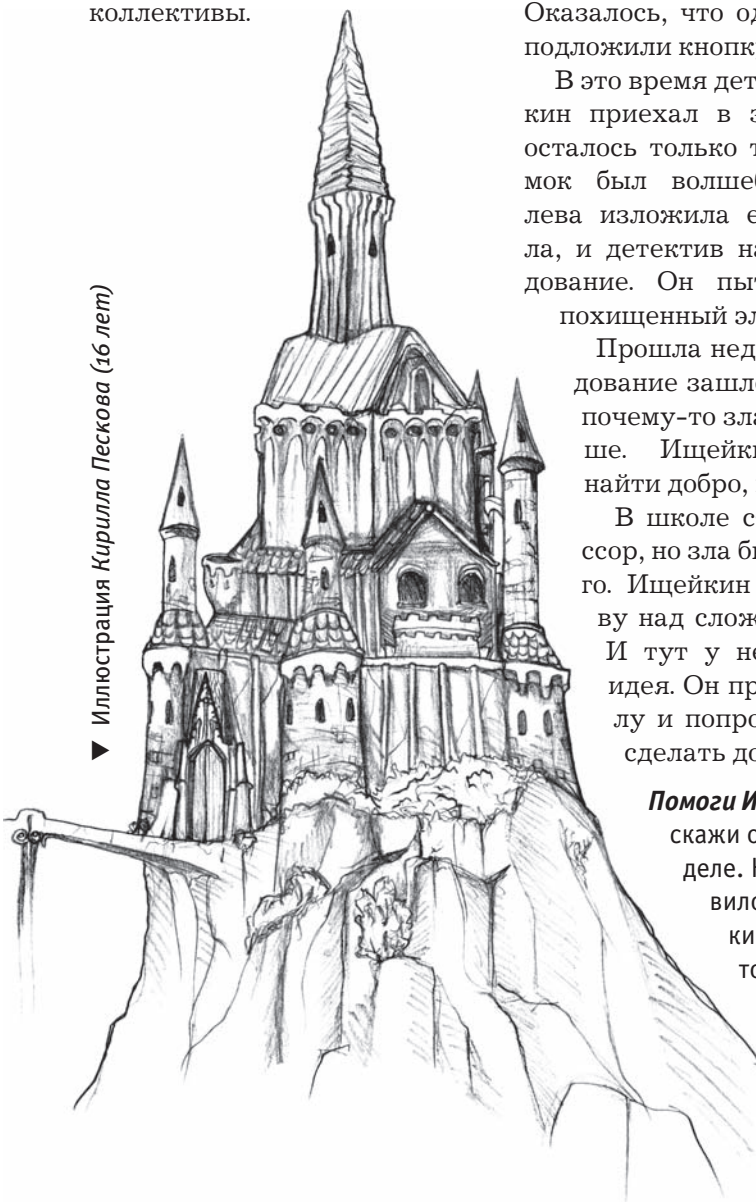 коллективы.
▼ Иллюстрация Кирилла Пескова (16 лет)
Оказалось, что од
подложили кнопк
В это время дет
кин приехал в з
осталось только т
мок был волше
лева изложила е
ла, и детектив на
дование. Он пыт
похищенный эл
Прошла нед
дование зашл
почему-то зла
ше. Ищейк
найти добро,
В школе с
ссор, но зла б
го. Ищейкин
ву над слож
И тут у не
идея. Он пр
лу и попро
сделать до
Помоги И
скажи о
деле. К
вило
ки
то